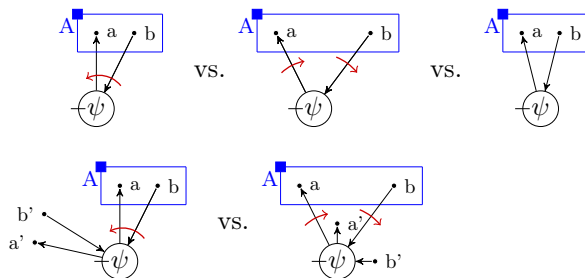 A a b vs. A a b vs. A a b
ψ ψ ψ
A a b vs. A a b
b' a' a' b'
ψ ψ